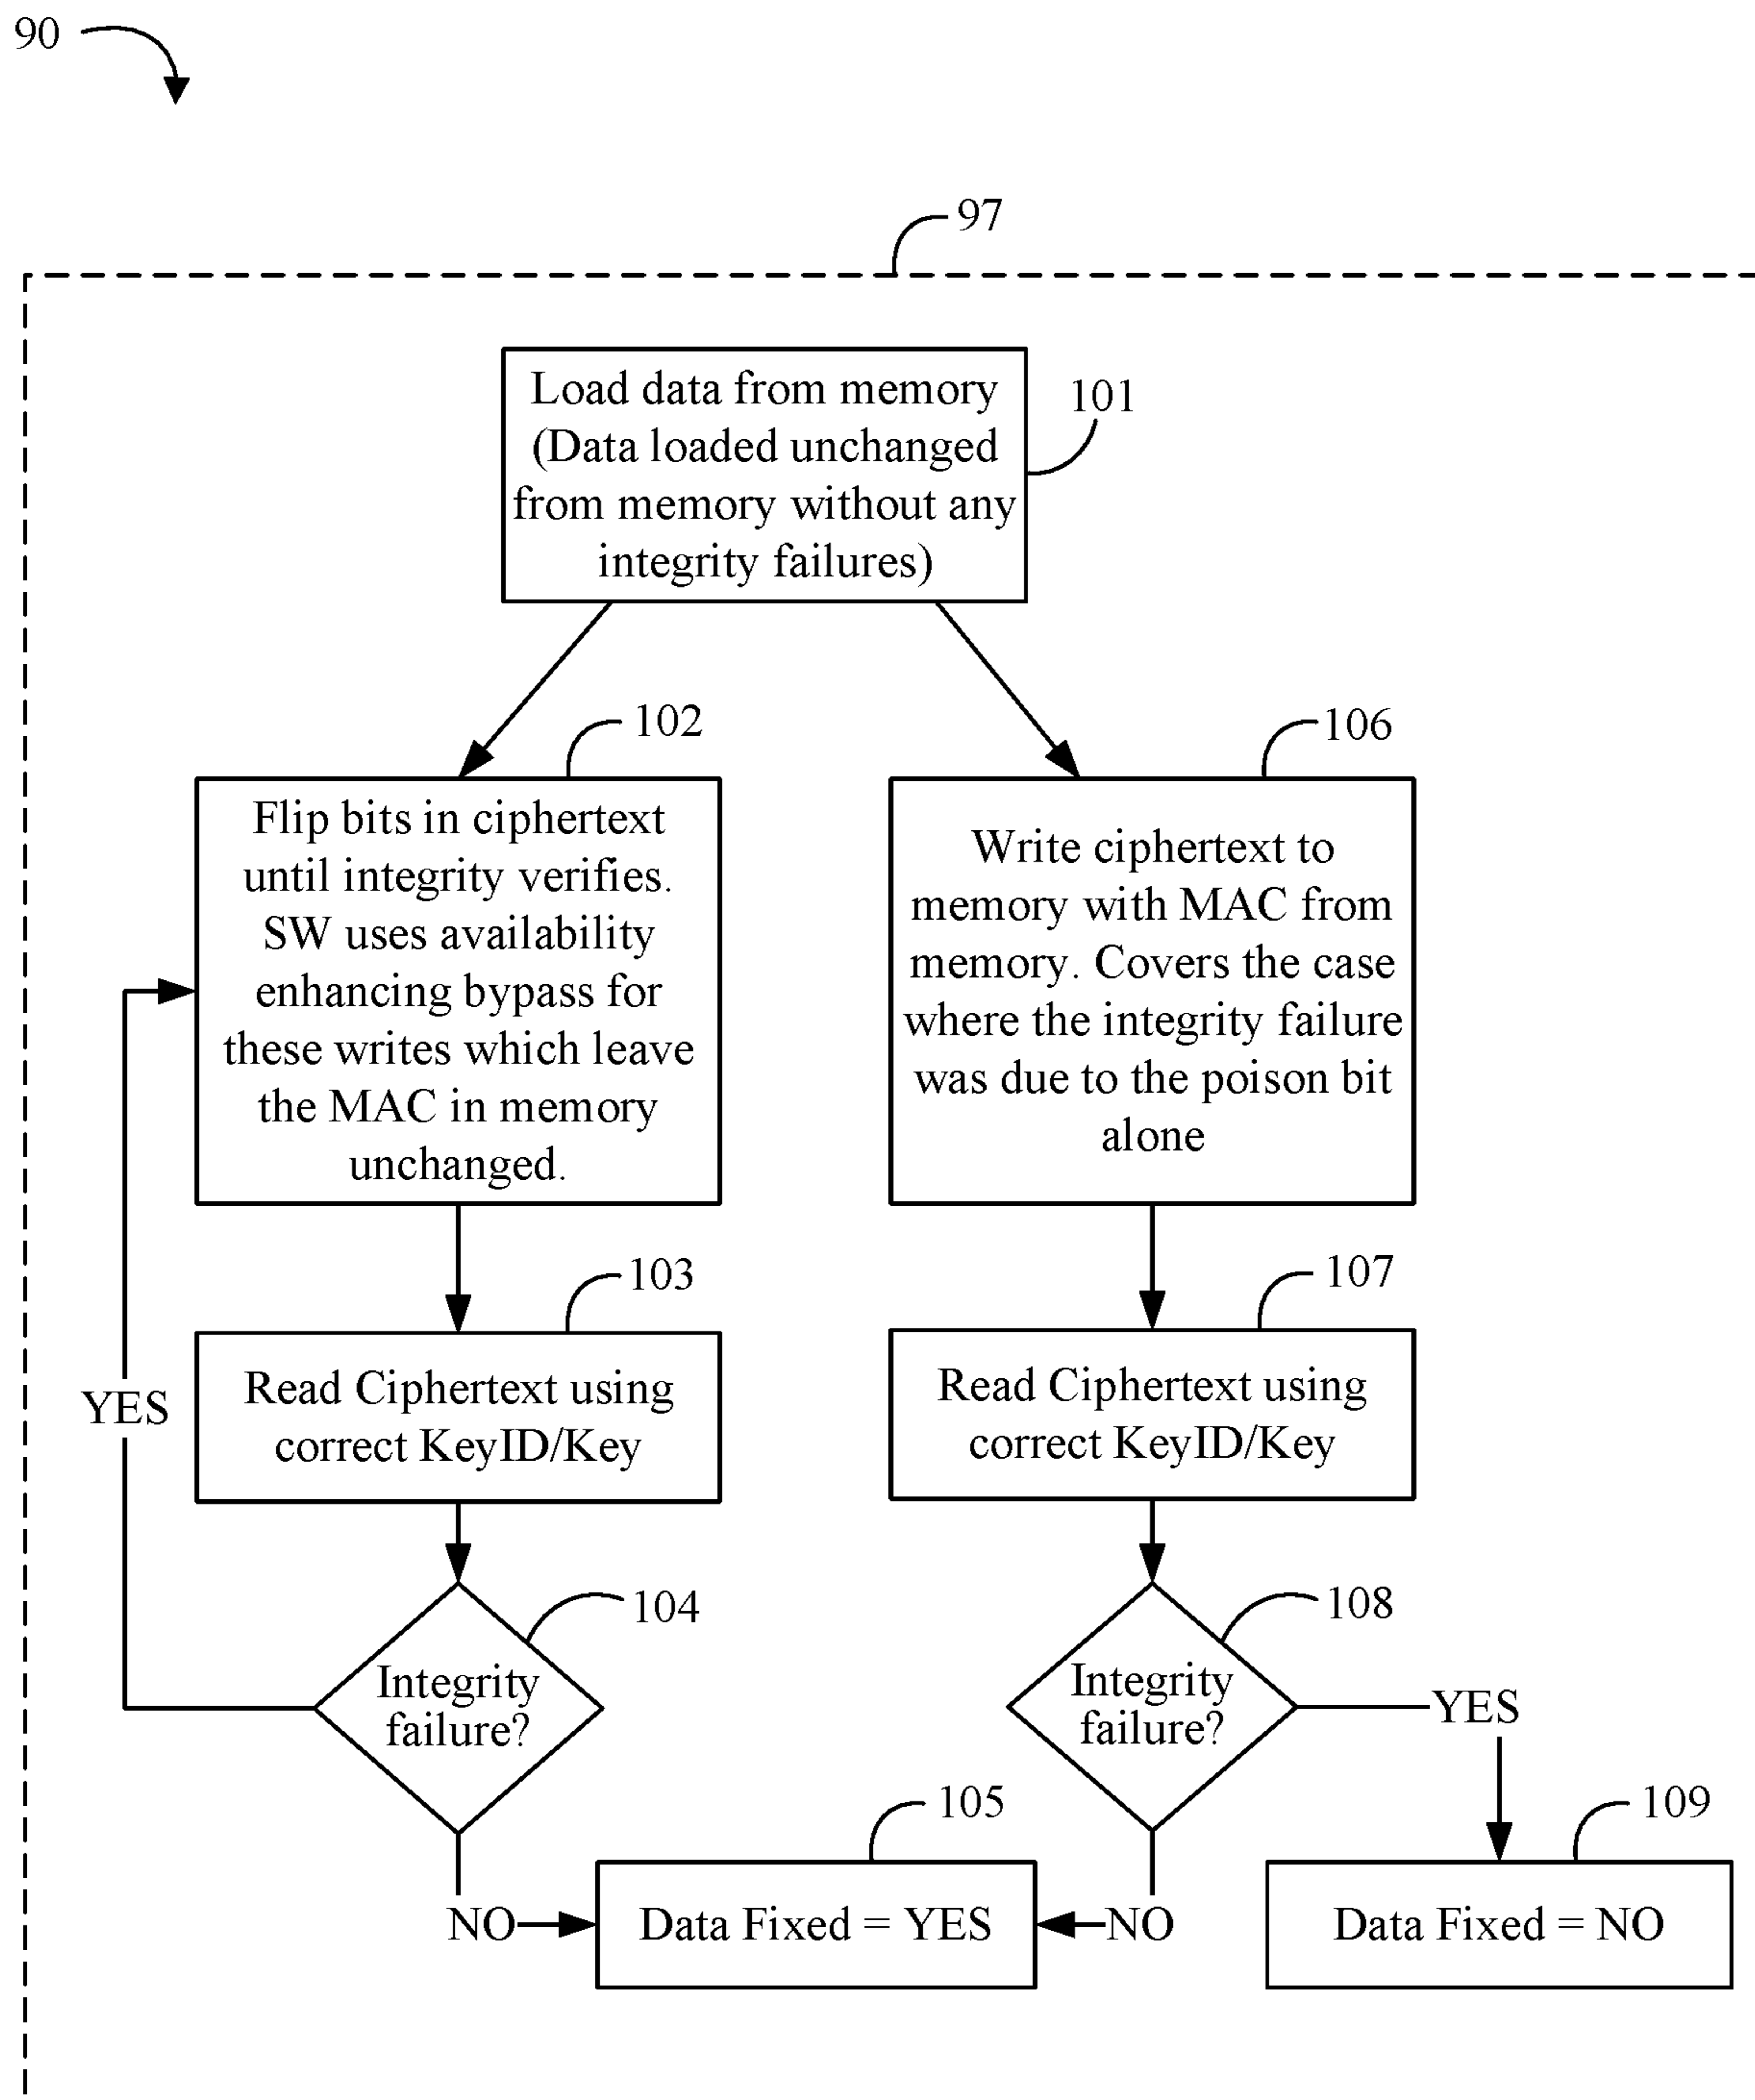 90
97
Load data from memory
(Data loaded unchanged
from memory without any
integrity failures)
101
102
Flip bits in ciphertext
until integrity verifies.
SW uses availability
enhancing bypass for
these writes which leave
the MAC in memory
unchanged.
106
Write ciphertext to
memory with MAC from
memory. Covers the case
where the integrity failure
was due to the poison bit
alone
103
Read Ciphertext using
correct KeyID/Key
107
Read Ciphertext using
correct KeyID/Key
YES
104
Integrity
failure?
108
Integrity
failure?
YES
NO
105
Data Fixed = YES
NO
109
Data Fixed = NO